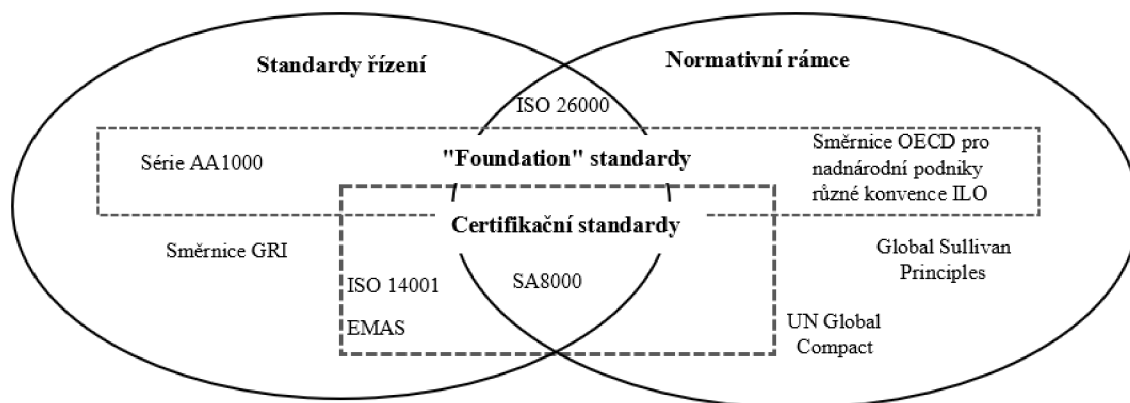 Standardy řízení
Normativní rámce
ISO 26000
Série AA1000
"Foundation" standardy
Směrnice OECD pro
nadnárodní podniky
různé konvence ILO
Certifikační standardy
Směrnice GRI
Global Sullivan
Principles
ISO 14001
SA8000
EMAS
UN Global
Compact